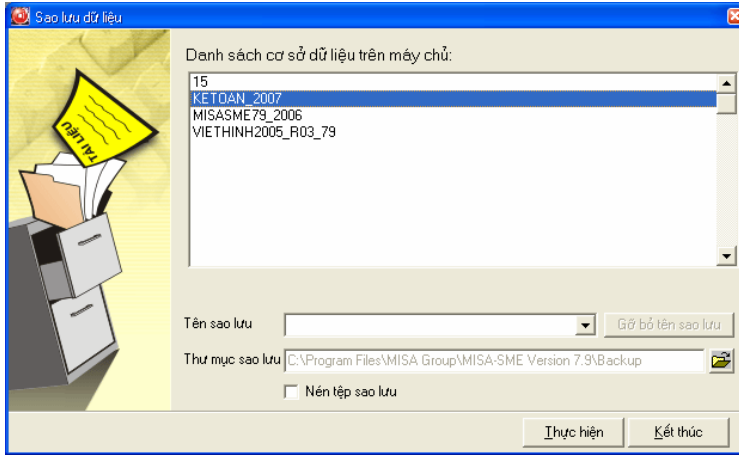 Sao lưu dữ liệu
Danh sách cơ sở dữ liệu trên máy chủ:
15
KETOAN_2007
MISASME79_2006
VIETHINH2005_R03_79
TÀI LIỆU
Tên sao lưu
Gỡ bỏ tên sao lưu
Thư mục sao lưu C:\Program Files\MISA Group\MISA-SME Version 7.9\Backup
Nén tệp sao lưu
Thực hiện Kết thúc